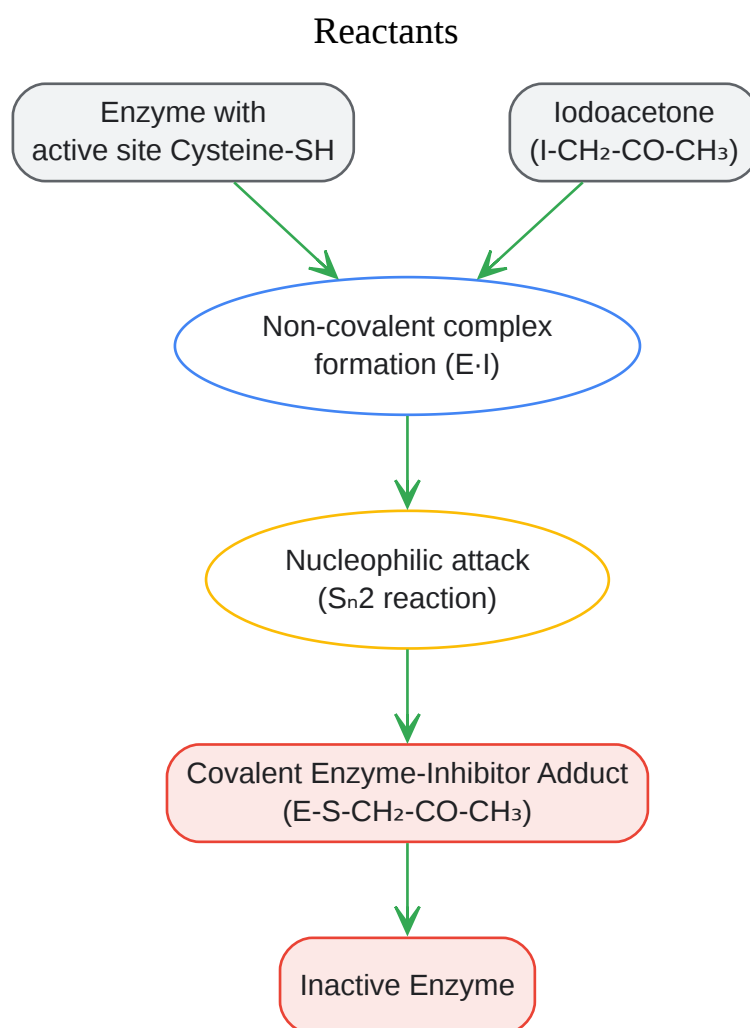 Reactants
Enzyme with
active site Cysteine-SH
Iodoacetone
(I-CH₂-CO-CH₃)
Non-covalent complex
formation (E·I)
Nucleophilic attack
(Sₙ2 reaction)
Covalent Enzyme-Inhibitor Adduct
(E-S-CH₂-CO-CH₃)
Inactive Enzyme